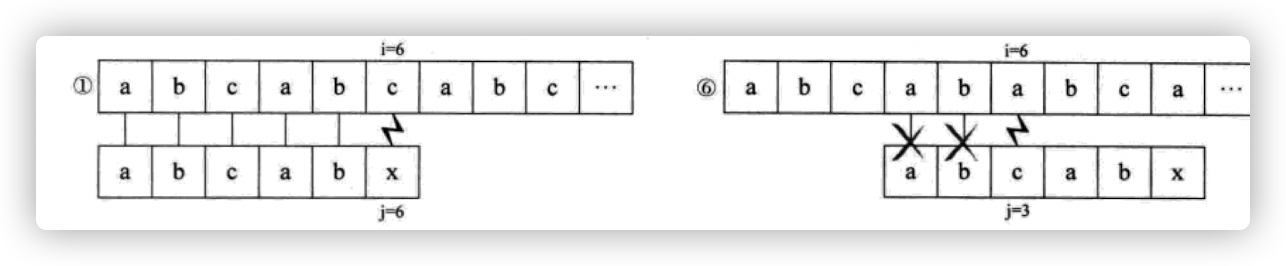 i=6
① a b c a b c a b c ...
a b c a b x
j=6
i=6
⑥ a b c a b a b c a ...
a b c a b x
j=3